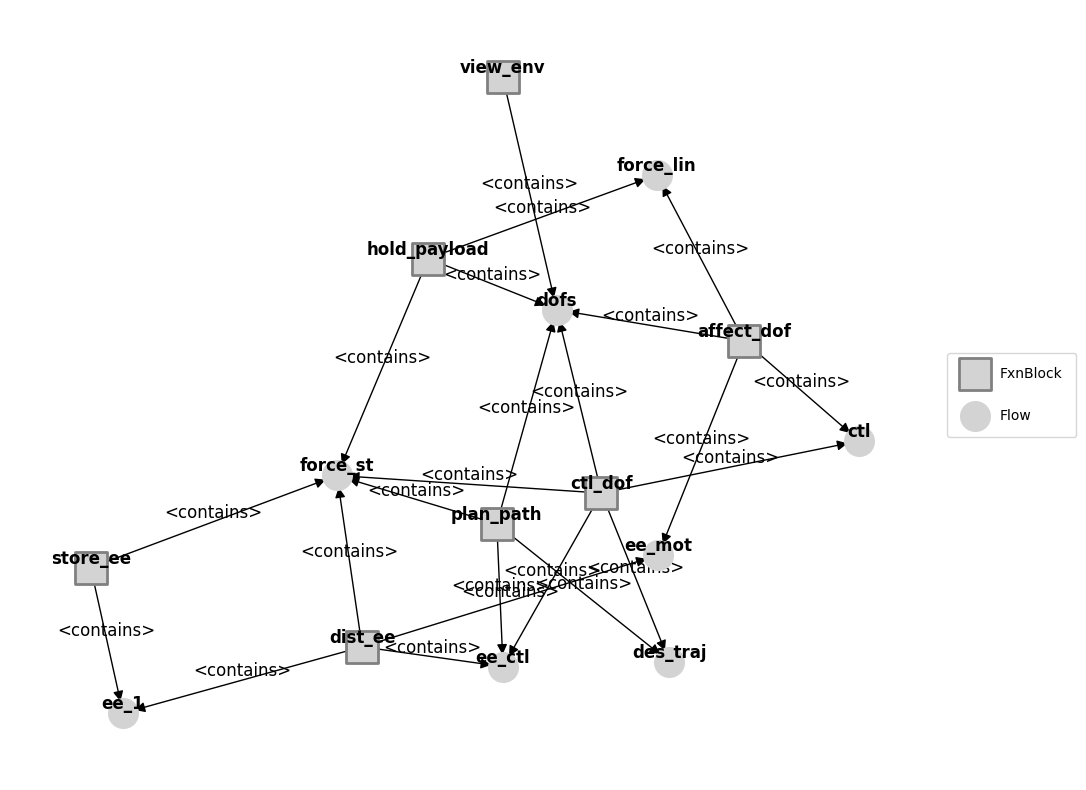 view_env
force_lin
<contains>
<contains>
hold_payload
<contains>
<contains>
dofs
<contains>
affect_dof
<contains>
FxnBlock
<contains>
<contains>
<contains>
Flow
ctl
<contains>
<contains>
force_st
<contains>
ctl_dof
<contains>
plan_path
<contains>
ee_mot
<contains>
store_ee
<contains>
<contains>
<contains>
<contains>
<contains>
<contains>
dist_ee
<contains>
ee_ctl
des_traj
<contains>
ee_1